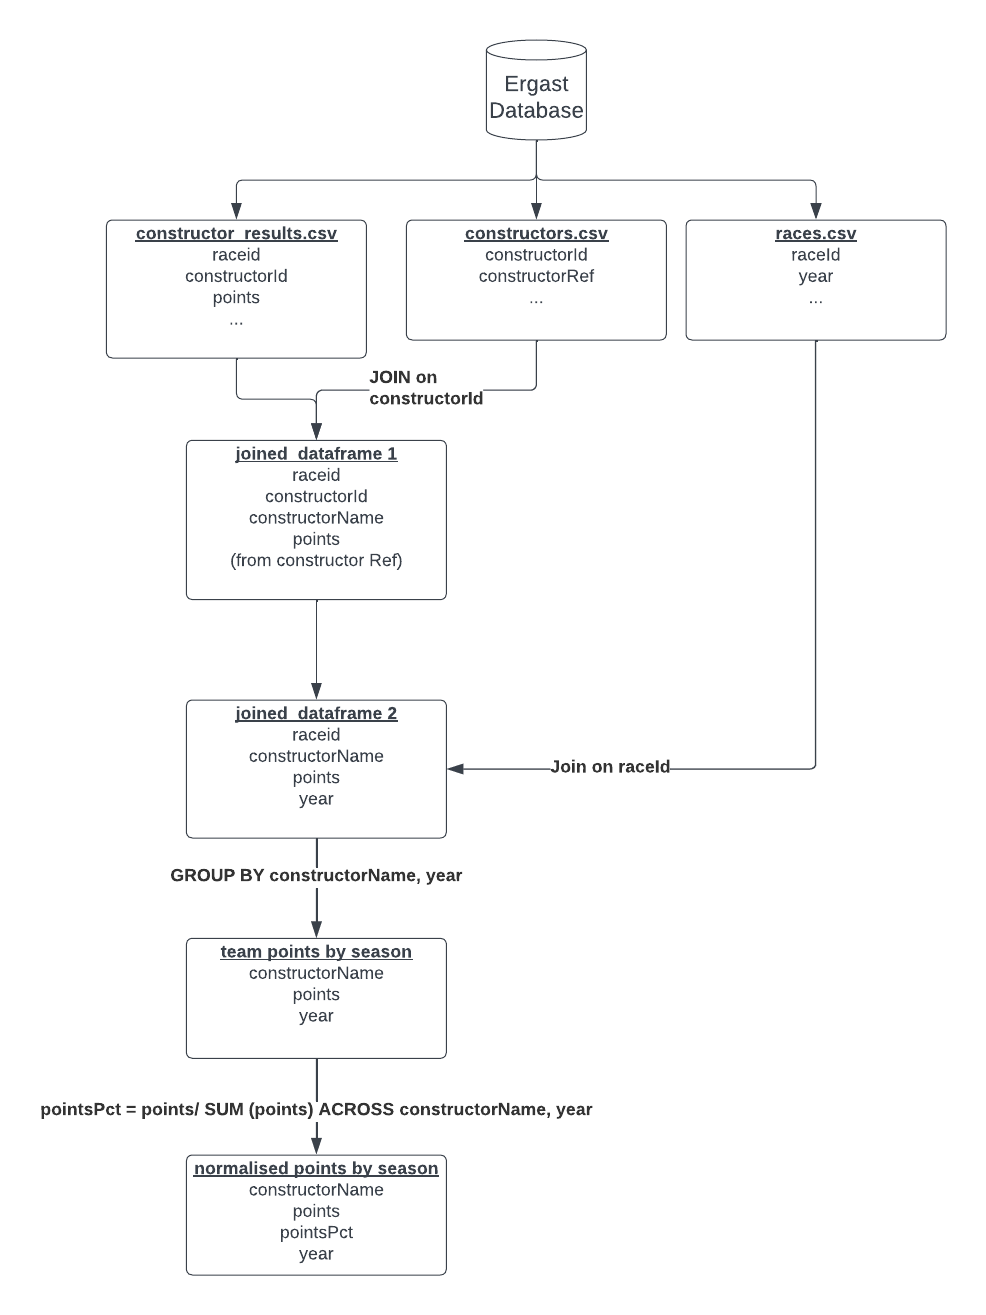 Ergast
Database
constructor_results.csv
raceid
constructorId
points
...
constructors.csv
constructorId
constructorRef
...
races.csv
raceId
year
...
JOIN on
constructorId
joined_dataframe 1
raceid
constructorId
constructorName
points
(from constructor Ref)
joined_dataframe 2
raceid
constructorName
points
year
Join on raceId
GROUP BY constructorName, year
team points by season
constructorName
points
year
pointsPct = points/ SUM (points) ACROSS constructorName, year
normalised points by season
constructorName
points
pointsPct
year